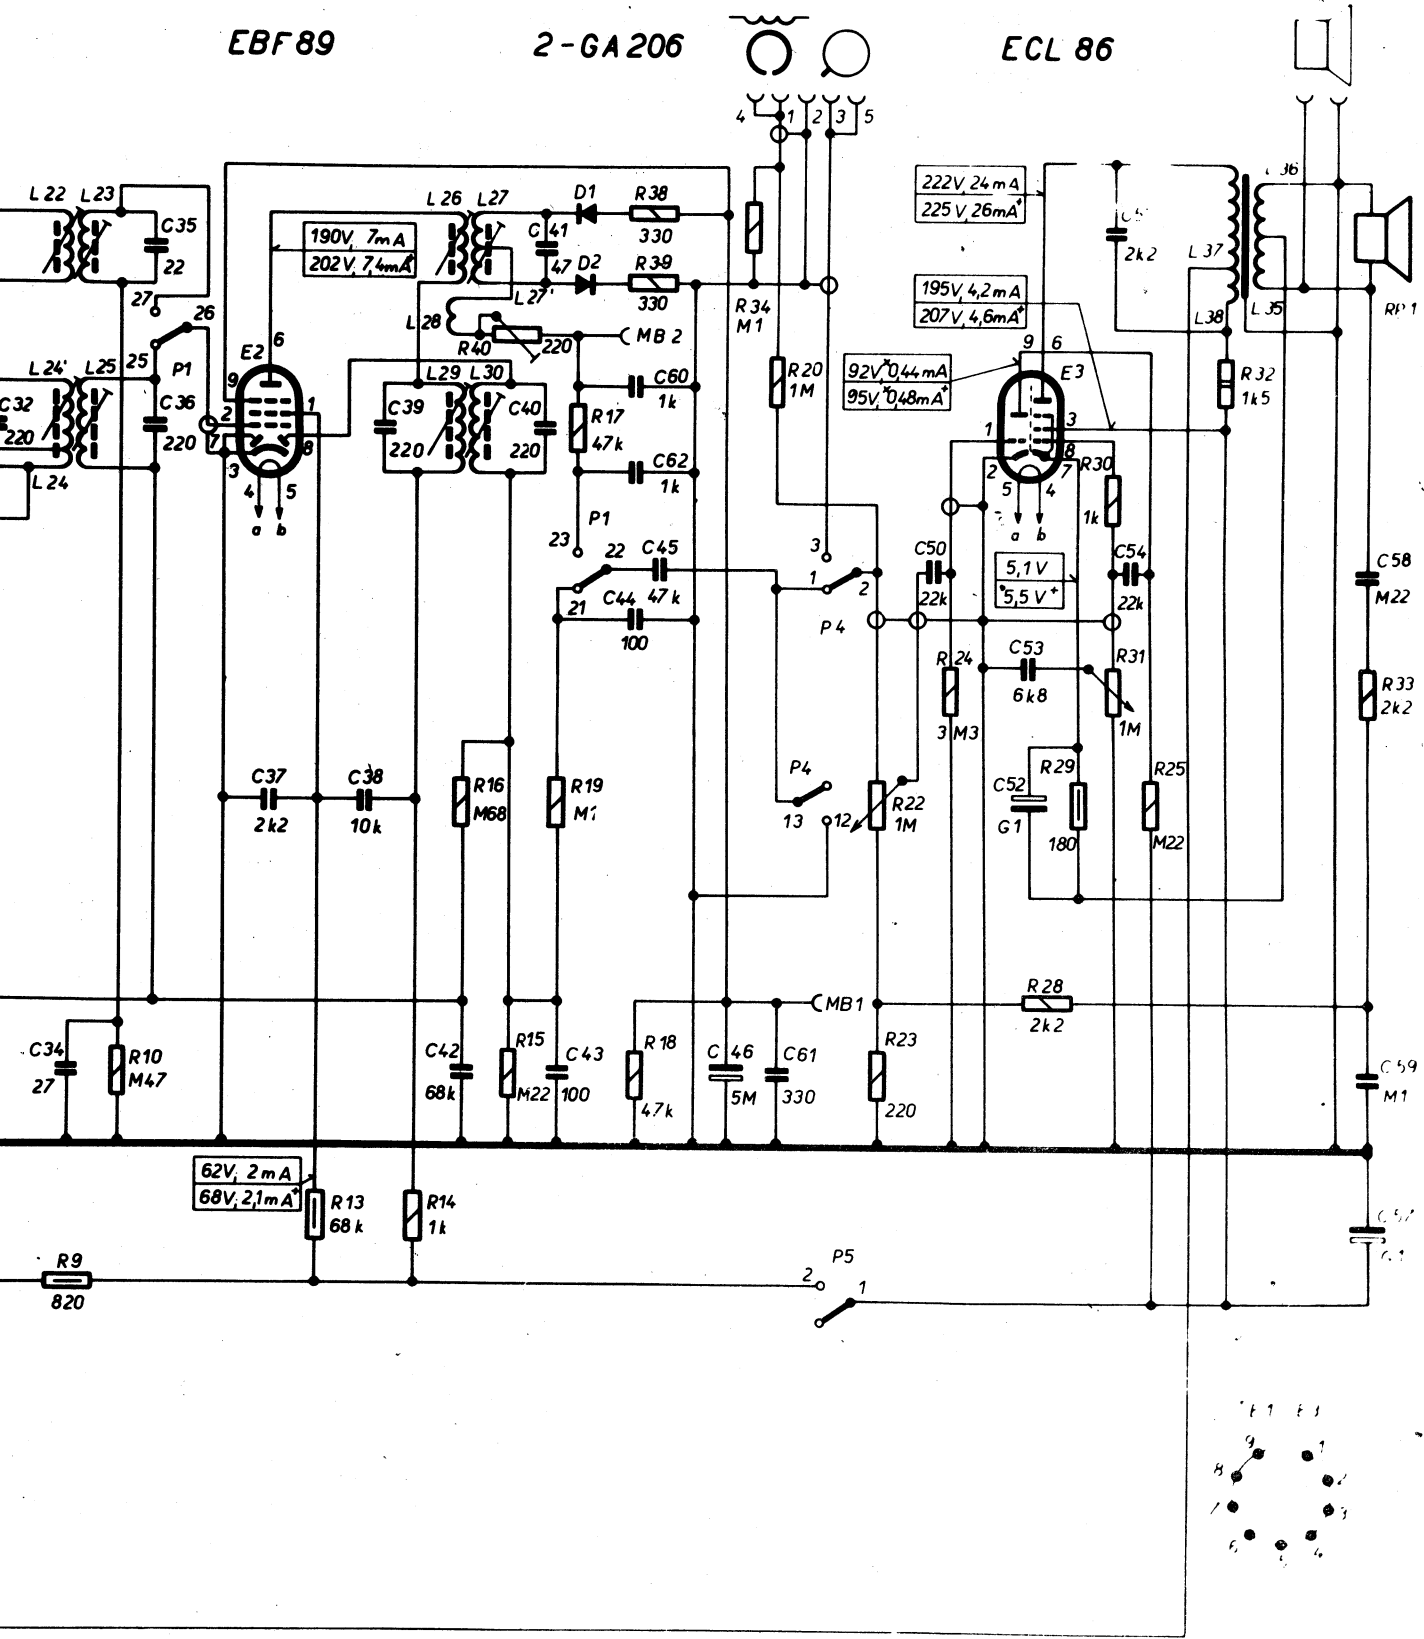 EBF89 2-GA206 ECL 86
4 1 2 3 5
L22 L23 C35 22 27 26
L26 L27 C 41 47 D1 R38 330
190V, 7mA
202V, 7,4mA+
D2 R39 330
L27' L28 R40 220 MB 2
R34 M1
222V, 24mA
225V, 26mA+
2k2 L37
195V, 4,2mA
207V, 4,6mA+
L38 L35
92V,× 0,44mA
95V,× 0,48mA+
L24' L25 25 P1 C36 220
C32 220 L24
E2 6 9 2 7 3 1 8 4 5 a b
L29 L30 C39 220 C40 220
C60 1k
R17 47k
C62 1k
R20 1M
9 6 E3 1 2 3 8 7 5 4 a b
R32 1k5
R30 1k
23 P1 22 21
C45 47k
C44 100
3 1 2 P4
C50 22k
5,1V
5,5V+
C54 22k
C58 M22
C53 6k8
R24 3M3
R31 1M
R33 2k2
C37 2k2
C38 10k
R16 M68
R19
P4 13 12
R22 1M
C52 G1
R29 180
R25 M22
R28 2k2
MB1
C34 27
R10 M47
C42 68k
R15 M22
C43 100
R18 47k
C 46 5M
C61 330
R23 220
C59 M1
62V, 2mA
68V, 2,1mA+
R13 68k
R14 1k
R9 820
P5 2 1
9 1 8